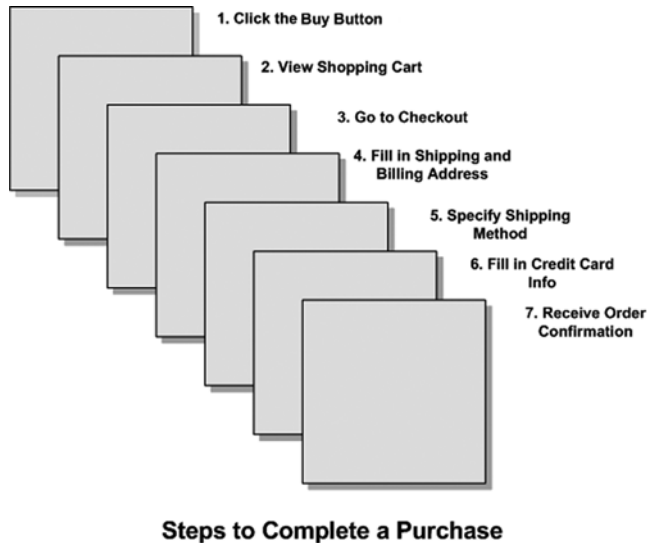 1. Click the Buy Button
2. View Shopping Cart
3. Go to Checkout
4. Fill in Shipping and
Billing Address
5. Specify Shipping
Method
6. Fill in Credit Card
Info
7. Receive Order
Confirmation
Steps to Complete a Purchase